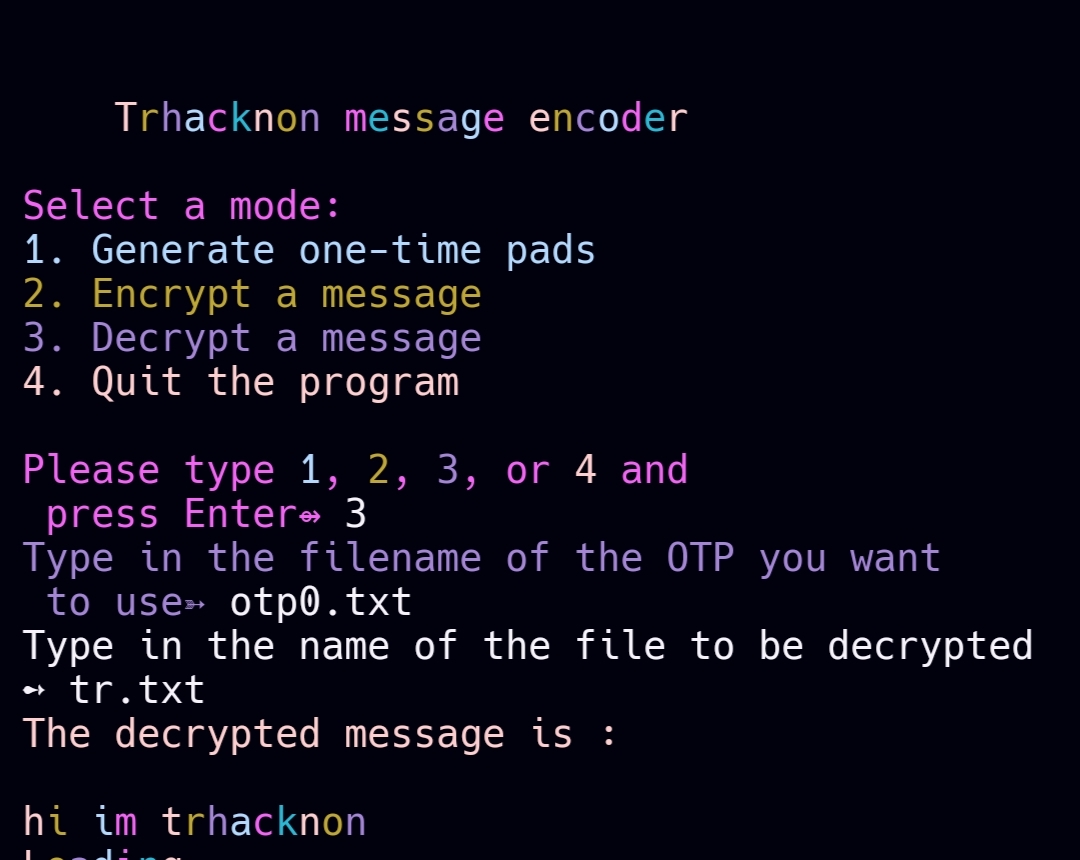 Trhacknon message encoder
Select a mode:
1. Generate one-time pads
2. Encrypt a message
3. Decrypt a message
4. Quit the program
Please type 1, 2, 3, or 4 and
press Enter⇴ 3
Type in the filename of the OTP you want
to use➳ otp0.txt
Type in the name of the file to be decrypted
➻ tr.txt
The decrypted message is :
hi im trhacknon